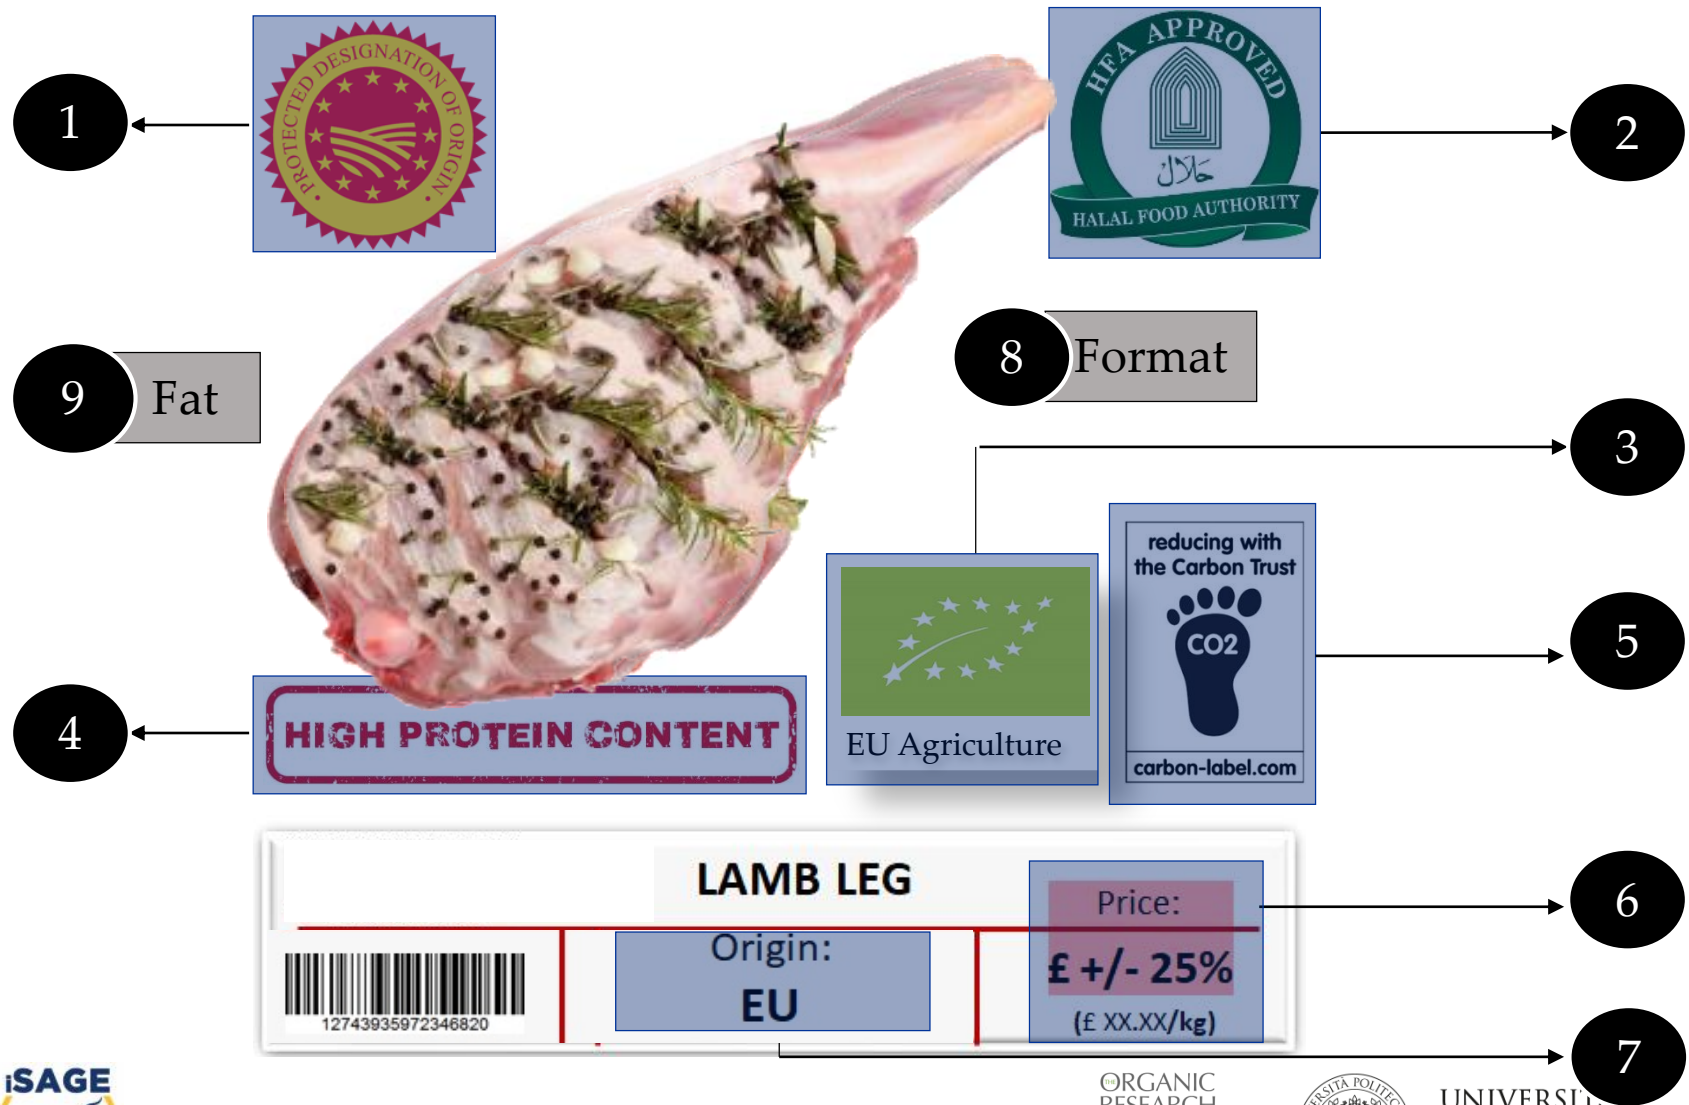 1
PROTECTED DESIGNATION OF ORIGIN
HFA APPROVED
حلال
HALAL FOOD AUTHORITY
2
9
Fat
8
Format
3
reducing with
the Carbon Trust
CO2
carbon-label.com
5
EU Agriculture
4
HIGH PROTEIN CONTENT
LAMB LEG
Price:
£ +/- 25%
(£ XX.XX/kg)
6
Origin:
EU
12743935972346820
7
iSAGE
THE
ORGANIC
RESEARCH